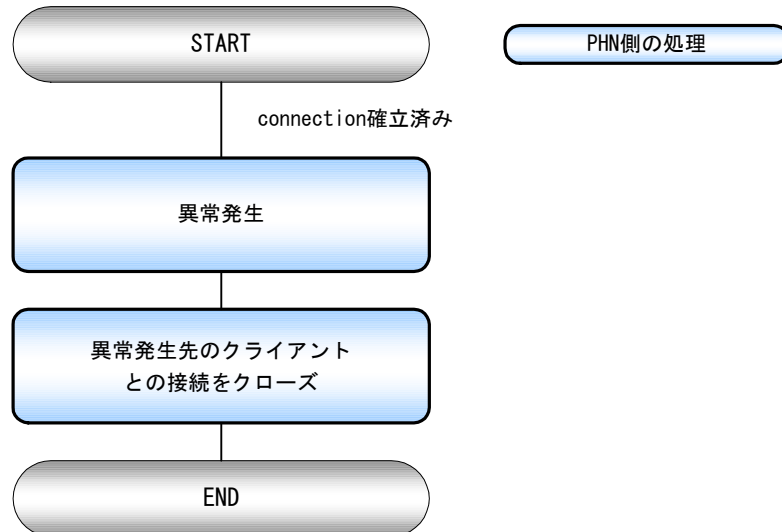 START
PHN側の処理
connection確立済み
異常発生
異常発生先のクライアント
との接続をクローズ
END